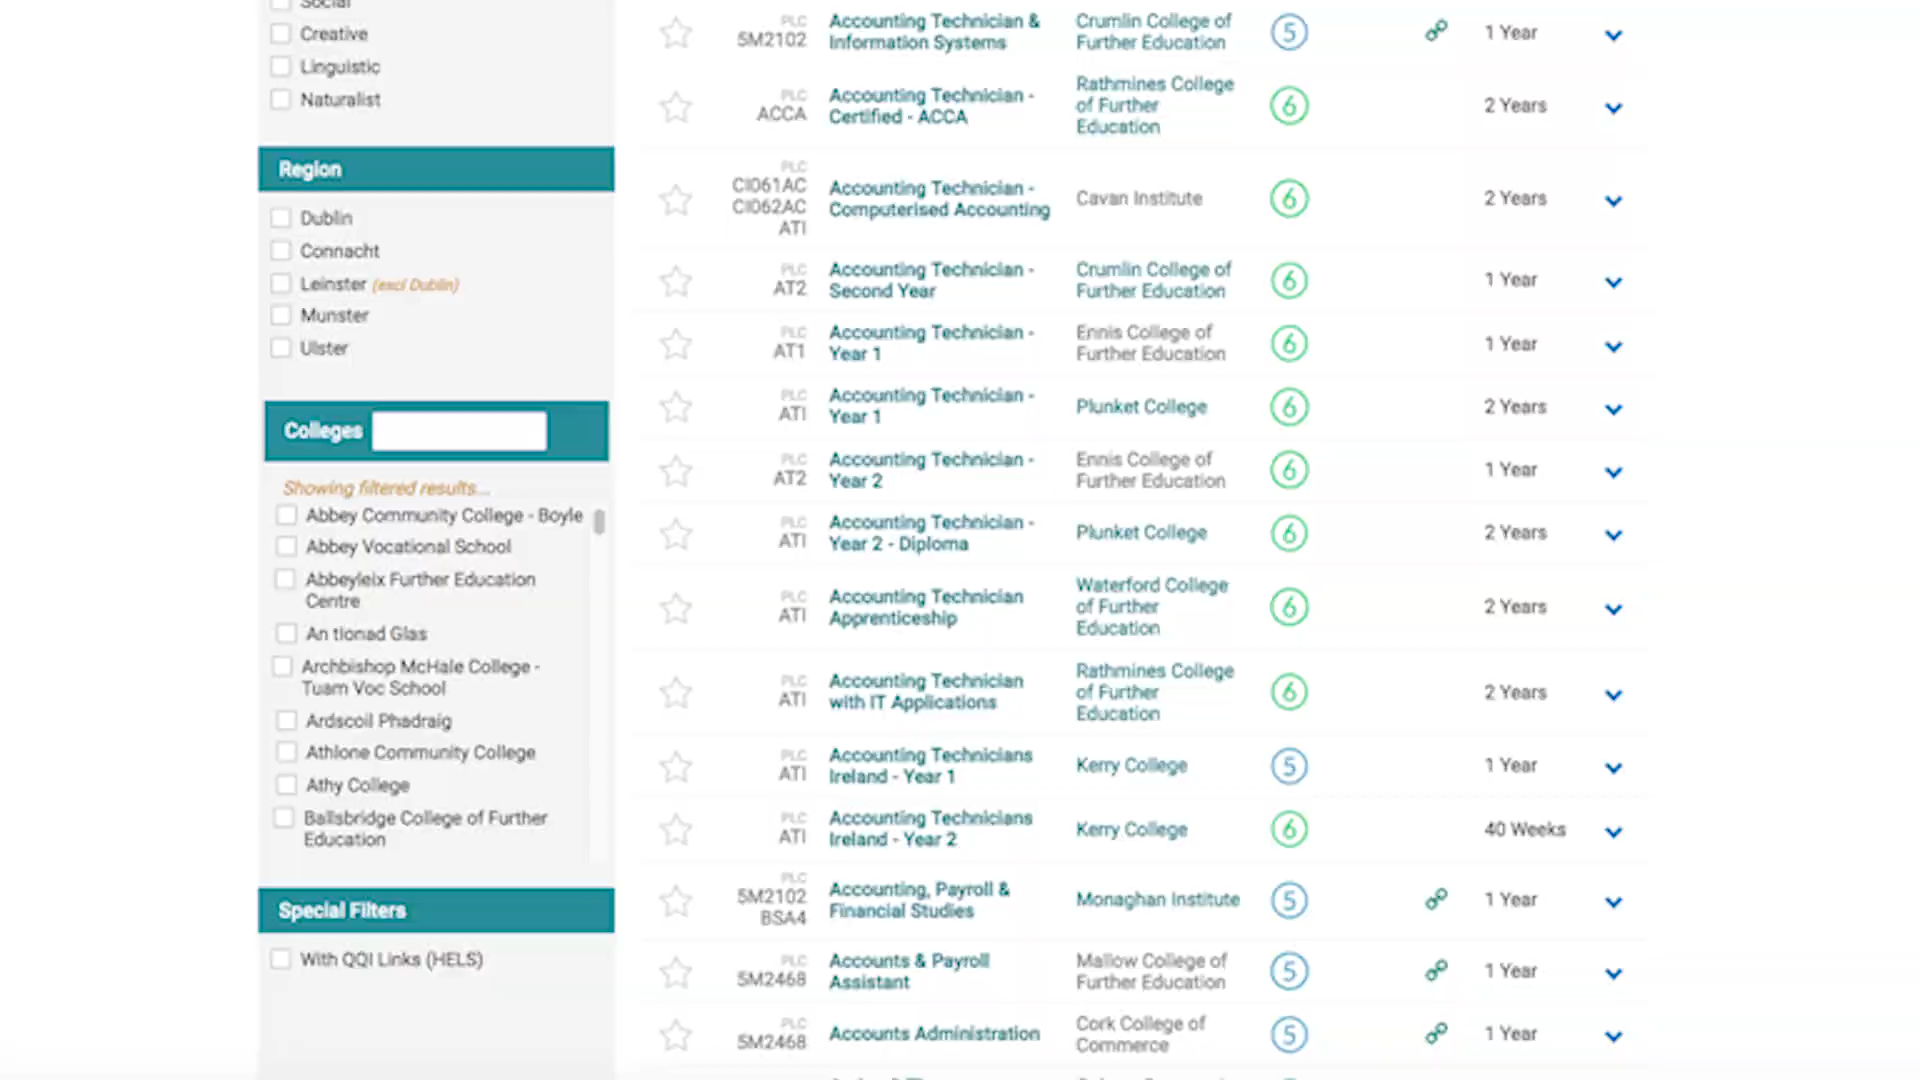 Social
Creative
Linguistic
Naturalist
Region
Dublin
Connacht
Leinster (excl Dublin)
Munster
Ulster
Colleges
Showing filtered results...
Abbey Community College - Boyle
Abbey Vocational School
Abbeyleix Further Education
Centre
An tIonad Glas
Archbishop McHale College -
Tuam Voc School
Ardscoil Phadraig
Athlone Community College
Athy College
Ballsbridge College of Further
Education
Special Filters
With QQI Links (HELS)
PLC
5M2102
Accounting Technician &
Information Systems
Crumlin College of
Further Education
5
1 Year
PLC
ACCA
Accounting Technician -
Certified - ACCA
Rathmines College
of Further
Education
6
2 Years
PLC
CI061AC
CI062AC
ATI
Accounting Technician -
Computerised Accounting
Cavan Institute
6
2 Years
PLC
AT2
Accounting Technician -
Second Year
Crumlin College of
Further Education
6
1 Year
PLC
AT1
Accounting Technician -
Year 1
Ennis College of
Further Education
6
1 Year
PLC
ATI
Accounting Technician -
Year 1
Plunket College
6
2 Years
PLC
AT2
Accounting Technician -
Year 2
Ennis College of
Further Education
6
1 Year
PLC
ATI
Accounting Technician -
Year 2 - Diploma
Plunket College
6
2 Years
PLC
ATI
Accounting Technician
Apprenticeship
Waterford College
of Further
Education
6
2 Years
PLC
ATI
Accounting Technician
with IT Applications
Rathmines College
of Further
Education
6
2 Years
PLC
ATI
Accounting Technicians
Ireland - Year 1
Kerry College
5
1 Year
PLC
ATI
Accounting Technicians
Ireland - Year 2
Kerry College
6
40 Weeks
PLC
5M2102
BSA4
Accounting, Payroll &
Financial Studies
Monaghan Institute
5
1 Year
PLC
5M2468
Accounts & Payroll
Assistant
Mallow College of
Further Education
5
1 Year
PLC
5M2468
Accounts Administration
Cork College of
Commerce
5
1 Year